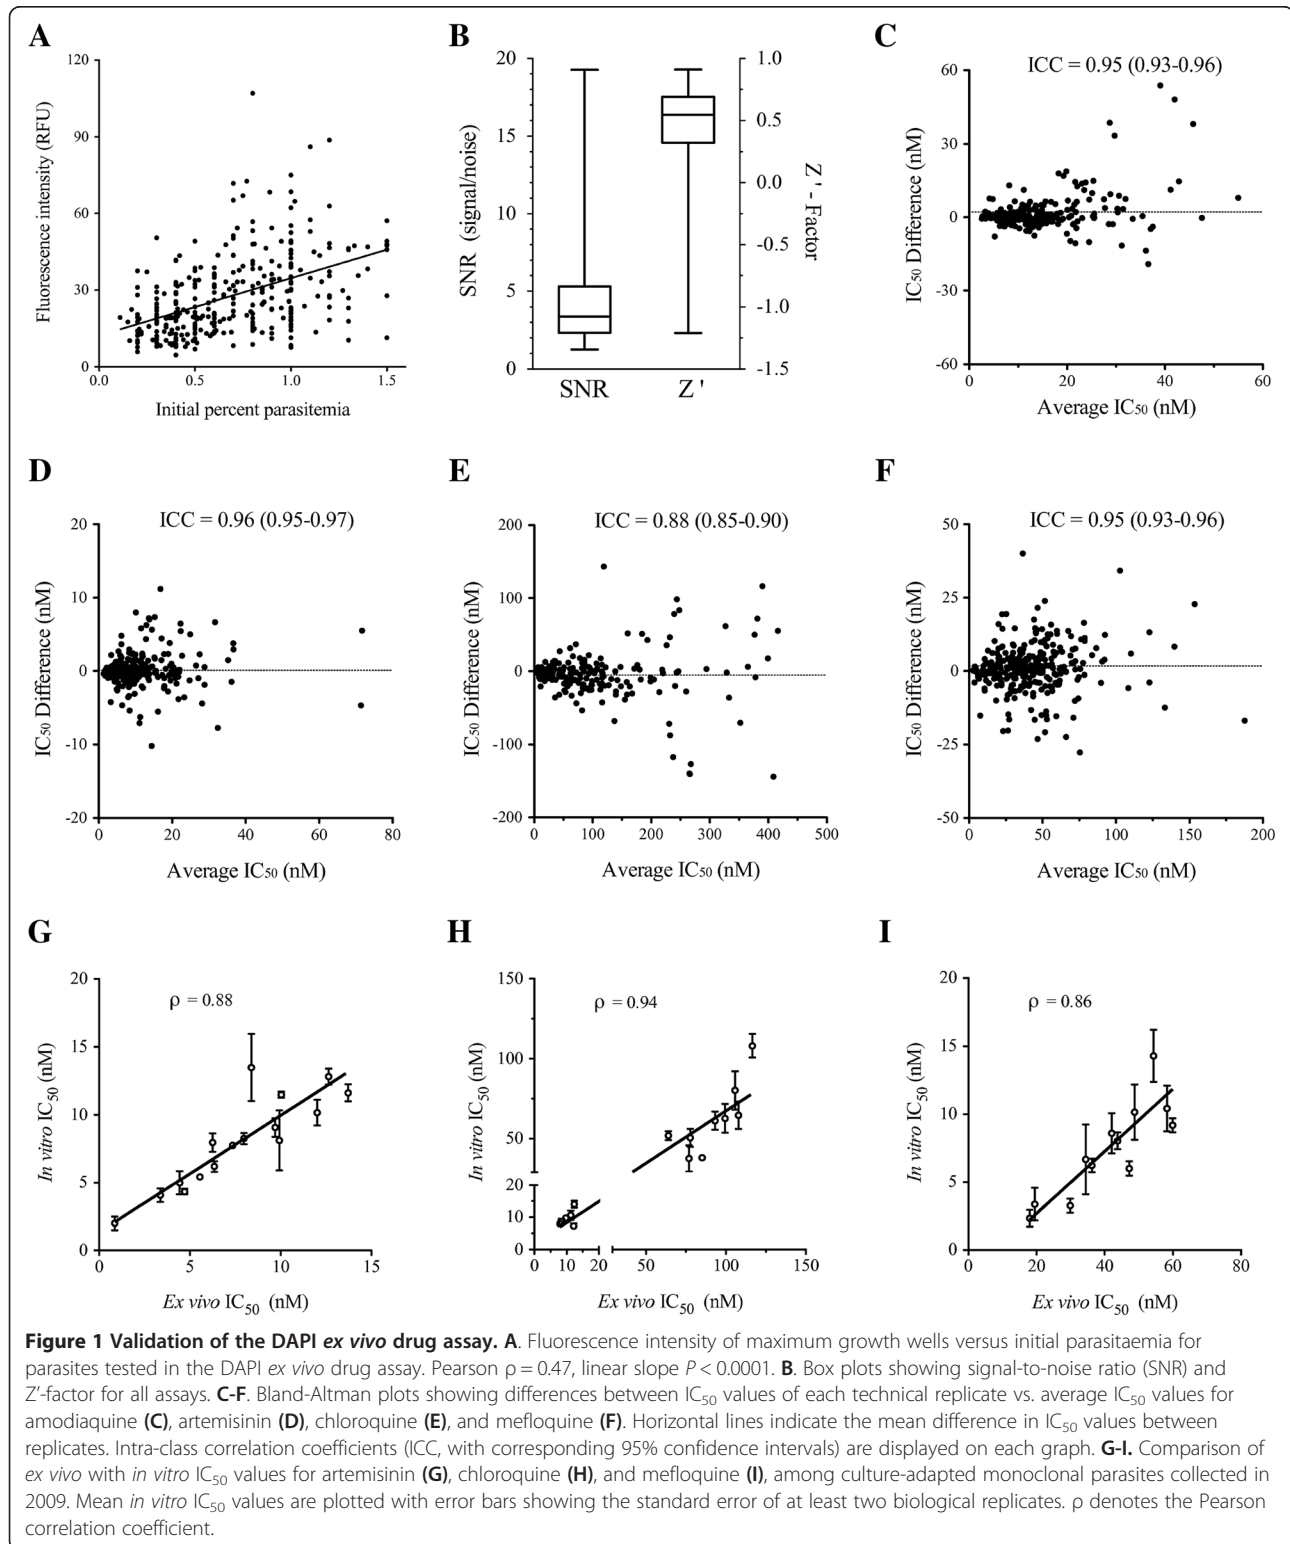 A
120
90
60
30
0
0.0 0.5 1.0 1.5
Fluorescence intensity (RFU)
Initial percent parasitemia
B
20
15
10
5
0
1.0
0.5
0.0
-0.5
-1.0
-1.5
SNR (signal/noise)
Z ' - Factor
SNR Z '
C
ICC = 0.95 (0.93-0.96)
60
30
0
-30
-60
0 20 40 60
IC50 Difference (nM)
Average IC50 (nM)
D
ICC = 0.96 (0.95-0.97)
20
10
0
-10
-20
0 20 40 60 80
IC50 Difference (nM)
Average IC50 (nM)
E
ICC = 0.88 (0.85-0.90)
200
100
0
-100
-200
0 100 200 300 400 500
IC50 Difference (nM)
Average IC50 (nM)
F
ICC = 0.95 (0.93-0.96)
50
25
0
-25
-50
0 50 100 150 200
IC50 Difference (nM)
Average IC50 (nM)
G
ρ = 0.88
20
15
10
5
0
0 5 10 15
In vitro IC50 (nM)
Ex vivo IC50 (nM)
H
ρ = 0.94
150
100
50
20
10
0
0 10 20 50 100 150
In vitro IC50 (nM)
Ex vivo IC50 (nM)
I
ρ = 0.86
20
15
10
5
0
0 20 40 60 80
In vitro IC50 (nM)
Ex vivo IC50 (nM)
Figure 1 Validation of the DAPI ex vivo drug assay. A. Fluorescence intensity of maximum growth wells versus initial parasitaemia for
parasites tested in the DAPI ex vivo drug assay. Pearson ρ = 0.47, linear slope P < 0.0001. B. Box plots showing signal-to-noise ratio (SNR) and
Z′-factor for all assays. C-F. Bland-Altman plots showing differences between IC50 values of each technical replicate vs. average IC50 values for
amodiaquine (C), artemisinin (D), chloroquine (E), and mefloquine (F). Horizontal lines indicate the mean difference in IC50 values between
replicates. Intra-class correlation coefficients (ICC, with corresponding 95% confidence intervals) are displayed on each graph. G-I. Comparison of
ex vivo with in vitro IC50 values for artemisinin (G), chloroquine (H), and mefloquine (I), among culture-adapted monoclonal parasites collected in
2009. Mean in vitro IC50 values are plotted with error bars showing the standard error of at least two biological replicates. ρ denotes the Pearson
correlation coefficient.